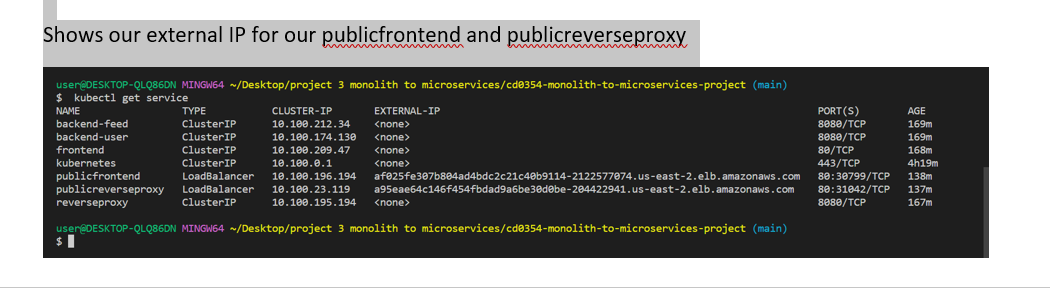 Shows our external IP for our publicfrontend and publicreverseproxy
user@DESKTOP-QLQ86DN MINGW64 ~/Desktop/project 3 monolith to microservices/cd0354-monolith-to-microservices-project (main)
$ kubectl get service
NAME TYPE CLUSTER-IP EXTERNAL-IP PORT(S) AGE
backend-feed ClusterIP 10.100.212.34 <none> 8080/TCP 169m
backend-user ClusterIP 10.100.174.130 <none> 8080/TCP 169m
frontend ClusterIP 10.100.209.47 <none> 80/TCP 168m
kubernetes ClusterIP 10.100.0.1 <none> 443/TCP 4h19m
publicfrontend LoadBalancer 10.100.196.194 af025fe307b804ad4bdc2c21c40b9114-2122577074.us-east-2.elb.amazonaws.com 80:30799/TCP 138m
publicreverseproxy LoadBalancer 10.100.23.119 a95eae64c146f454fbdad9a6be30d0be-204422941.us-east-2.elb.amazonaws.com 80:31042/TCP 137m
reverseproxy ClusterIP 10.100.195.194 <none> 8080/TCP 167m
user@DESKTOP-QLQ86DN MINGW64 ~/Desktop/project 3 monolith to microservices/cd0354-monolith-to-microservices-project (main)
$